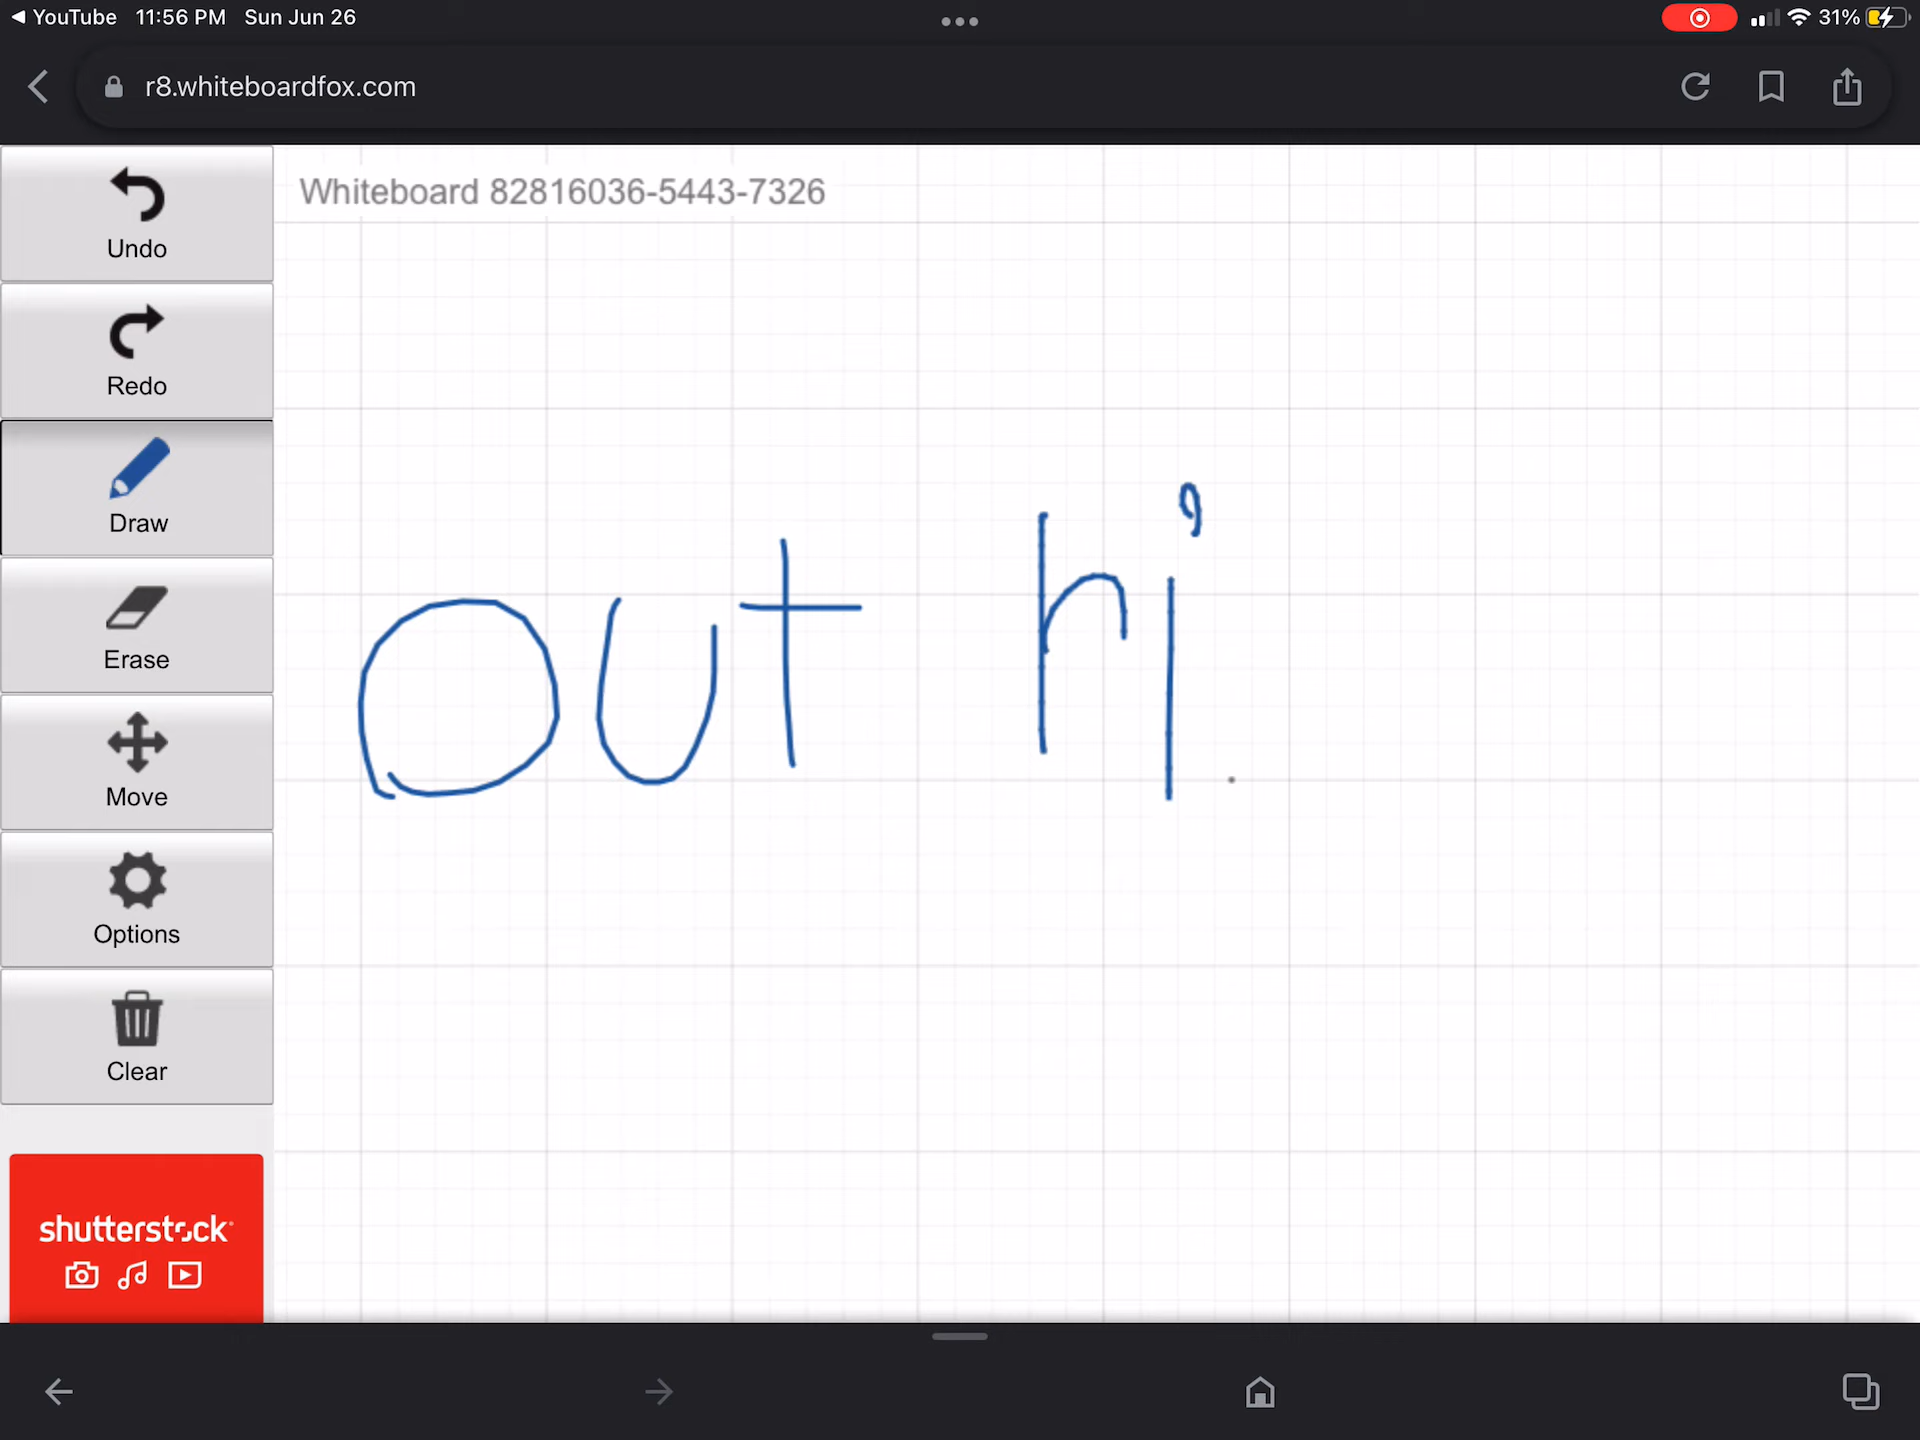 YouTube 11:56 PM Sun Jun 26 31%
r8.whiteboardfox.com
Whiteboard 82816036-5443-7326
Undo
Redo
Draw
Erase
Move
Options
Clear
out hi
shutterstock